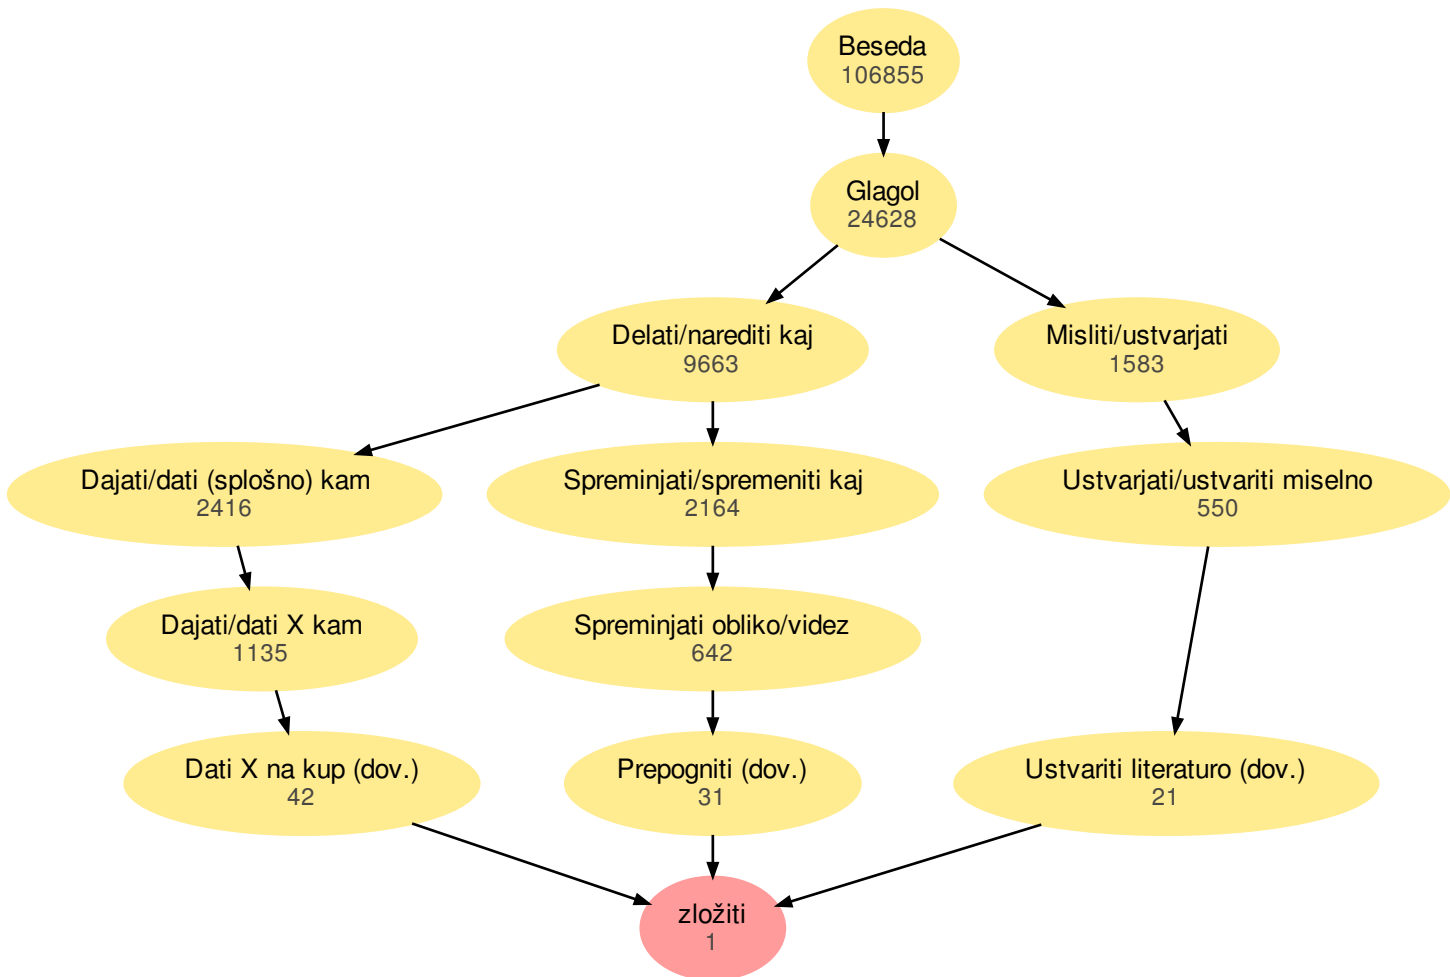 Beseda
106855
Glagol
24628
Delati/narediti kaj
9663
Misliti/ustvarjati
1583
Dajati/dati (splošno) kam
2416
Spreminjati/spremeniti kaj
2164
Ustvarjati/ustvariti miselno
550
Dajati/dati X kam
1135
Spreminjati obliko/videz
642
Dati X na kup (dov.)
42
Prepogniti (dov.)
31
Ustvariti literaturo (dov.)
21
zložiti
1